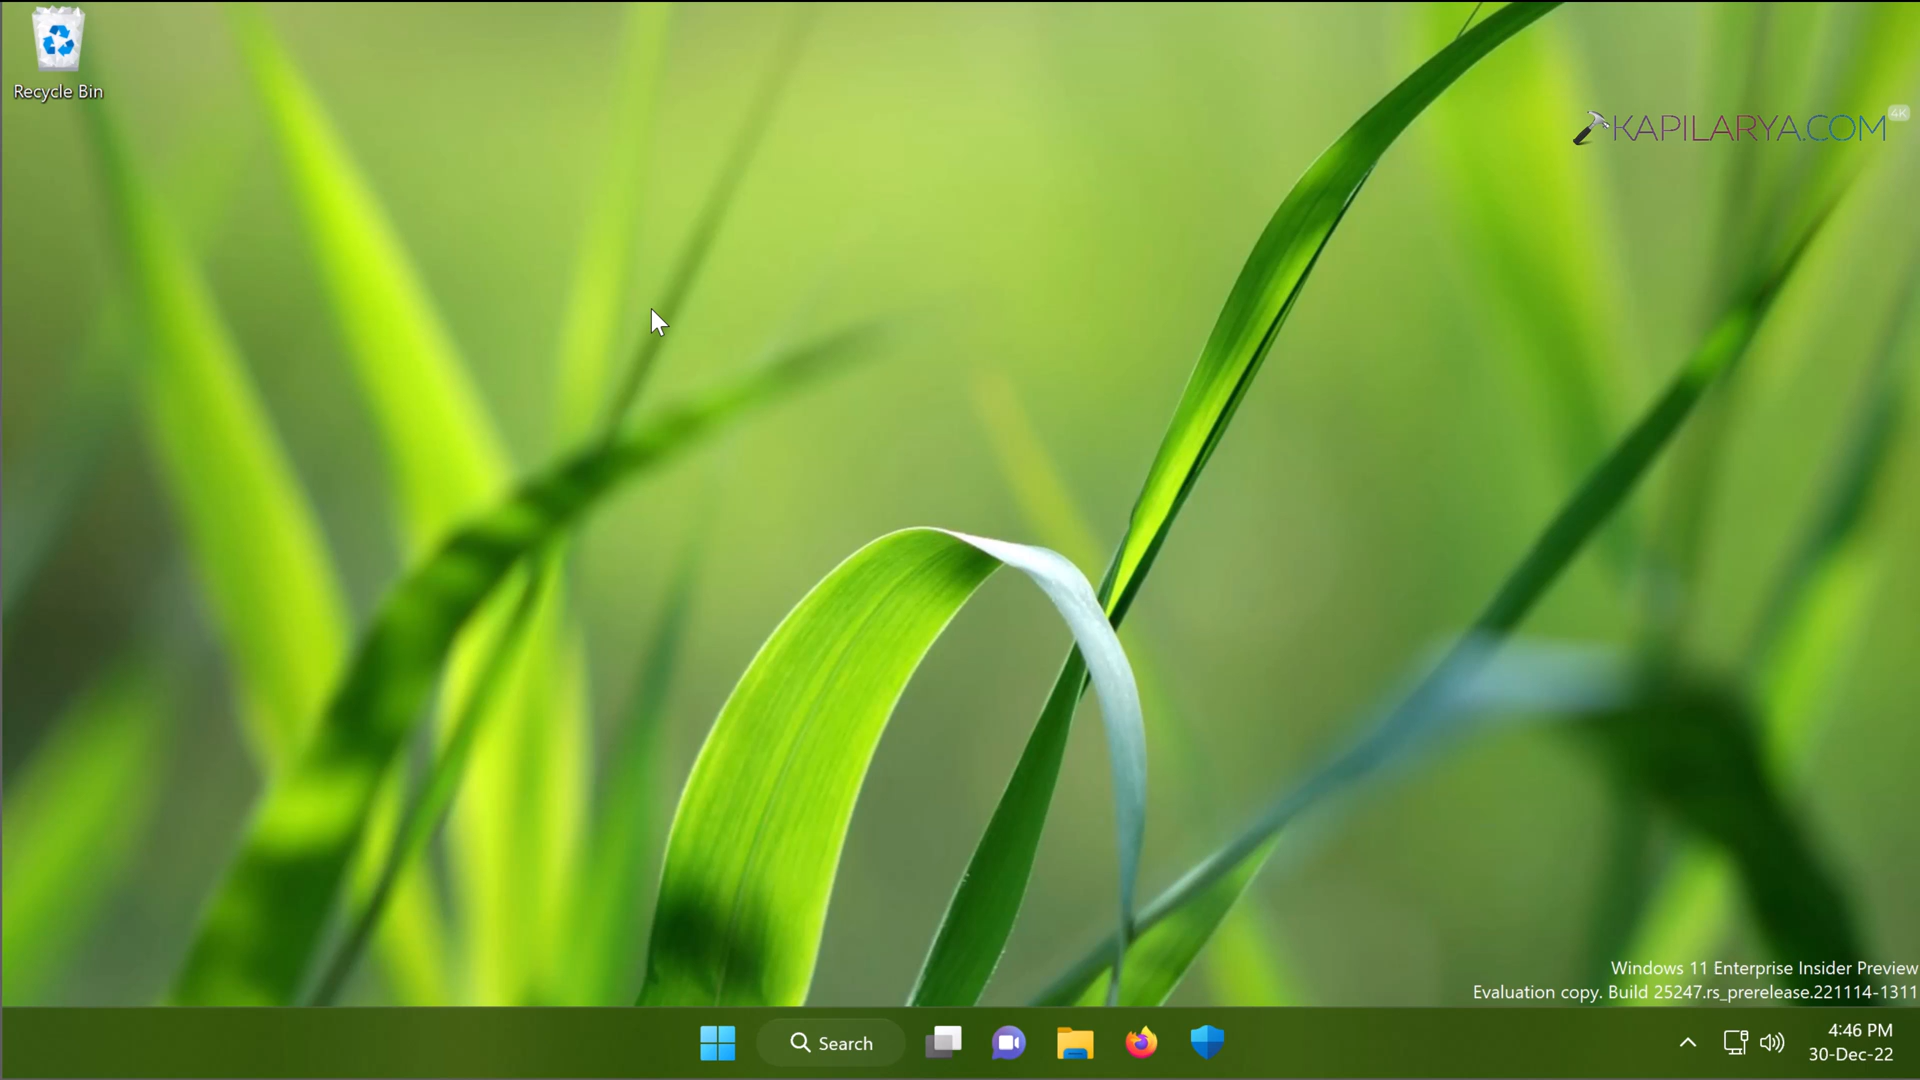 Recycle Bin
KAPILARYA.COM
4K
Windows 11 Enterprise Insider Preview
Evaluation copy. Build 25247.rs_prerelease.221114-1311
Search
4:46 PM
30-Dec-22